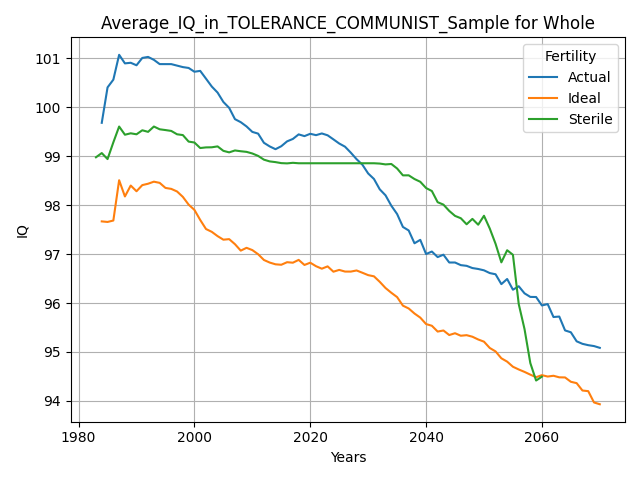 Average_IQ_in_TOLERANCE_COMMUNIST_Sample for Whole
Fertility
Actual
Ideal
Sterile
IQ
101
100
99
98
97
96
95
94
1980
2000
2020
2040
2060
Years